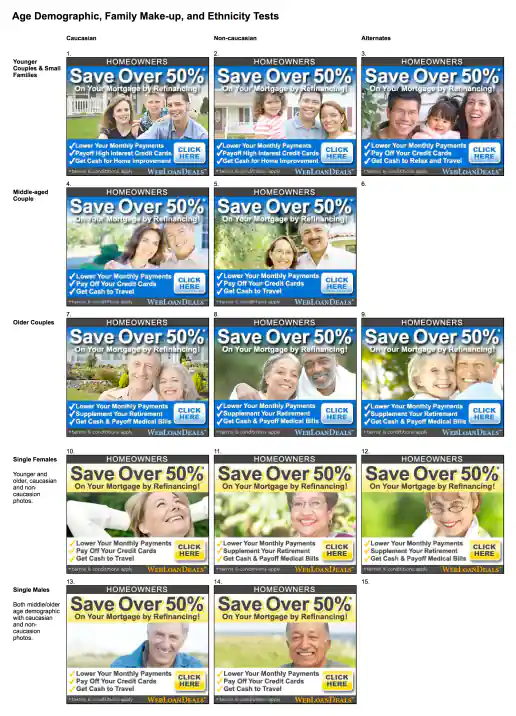 Age Demographic, Family Make-up, and Ethnicity Tests
Caucasian
Non-caucasian
Alternates
Younger
Couples & Small
Families
1.
HOMEOWNERS
Save Over 50%*
On Your Mortgage by Refinancing!
✓Lower Your Monthly Payments
✓Payoff High Interest Credit Cards
✓Get Cash for Home Improvement
CLICK
HERE
*terms & conditions apply
WEBLOANDEALS™
2.
HOMEOWNERS
Save Over 50%*
On Your Mortgage by Refinancing!
✓Lower Your Monthly Payments
✓Payoff High Interest Credit Cards
✓Get Cash for Home Improvement
CLICK
HERE
*terms & conditions apply
WEBLOANDEALS™
3.
HOMEOWNERS
Save Over 50%*
On Your Mortgage by Refinancing!
✓Lower Your Monthly Payments
✓Pay Off Your Credit Cards
✓Get Cash to Relax and Travel
CLICK
HERE
*terms & conditions apply
WEBLOANDEALS™
Middle-aged
Couple
4.
HOMEOWNERS
Save Over 50%*
On Your Mortgage by Refinancing!
✓Lower Your Monthly Payments
✓Pay Off Your Credit Cards
✓Get Cash to Travel
CLICK
HERE
*terms & conditions apply
WEBLOANDEALS™
5.
HOMEOWNERS
Save Over 50%*
On Your Mortgage by Refinancing!
✓Lower Your Monthly Payments
✓Pay Off Your Credit Cards
✓Get Cash to Travel
CLICK
HERE
*terms & conditions apply
WEBLOANDEALS™
6.
Older Couples
7.
HOMEOWNERS
Save Over 50%*
On Your Mortgage by Refinancing!
✓Lower Your Monthly Payments
✓Supplement Your Retirement
✓Get Cash & Payoff Medical Bills
CLICK
HERE
*terms & conditions apply
WEBLOANDEALS™
8.
HOMEOWNERS
Save Over 50%*
On Your Mortgage by Refinancing!
✓Lower Your Monthly Payments
✓Supplement Your Retirement
✓Get Cash & Payoff Medical Bills
CLICK
HERE
*terms & conditions apply
WEBLOANDEALS™
9.
HOMEOWNERS
Save Over 50%*
On Your Mortgage by Refinancing!
✓Lower Your Monthly Payments
✓Supplement Your Retirement
✓Get Cash & Payoff Medical Bills
CLICK
HERE
*terms & conditions apply
WEBLOANDEALS™
Single Females
Younger and
older, caucasian
and non-
caucasion
photos.
10.
HOMEOWNERS
Save Over 50%*
On Your Mortgage by Refinancing!
✓Lower Your Monthly Payments
✓Pay Off Your Credit Cards
✓Get Cash to Travel
CLICK
HERE
*terms & conditions apply
WEBLOANDEALS™
11.
HOMEOWNERS
Save Over 50%*
On Your Mortgage by Refinancing!
✓Lower Your Monthly Payments
✓Supplement Your Retirement
✓Get Cash & Payoff Medical Bills
CLICK
HERE
*terms & conditions apply
WEBLOANDEALS™
12.
HOMEOWNERS
Save Over 50%*
On Your Mortgage by Refinancing!
✓Lower Your Monthly Payments
✓Supplement Your Retirement
✓Get Cash & Payoff Medical Bills
CLICK
HERE
*terms & conditions apply
WEBLOANDEALS™
Single Males
Both middle/older
age demographic
with caucasian
and non-
caucasion
photos.
13.
HOMEOWNERS
Save Over 50%*
On Your Mortgage by Refinancing!
✓Lower Your Monthly Payments
✓Pay Off Your Credit Cards
✓Get Cash to Travel
CLICK
HERE
*terms & conditions apply
WEBLOANDEALS™
14.
HOMEOWNERS
Save Over 50%*
On Your Mortgage by Refinancing!
✓Lower Your Monthly Payments
✓Pay Off Your Credit Cards
✓Get Cash to Travel
CLICK
HERE
*terms & conditions apply
WEBLOANDEALS™
15.